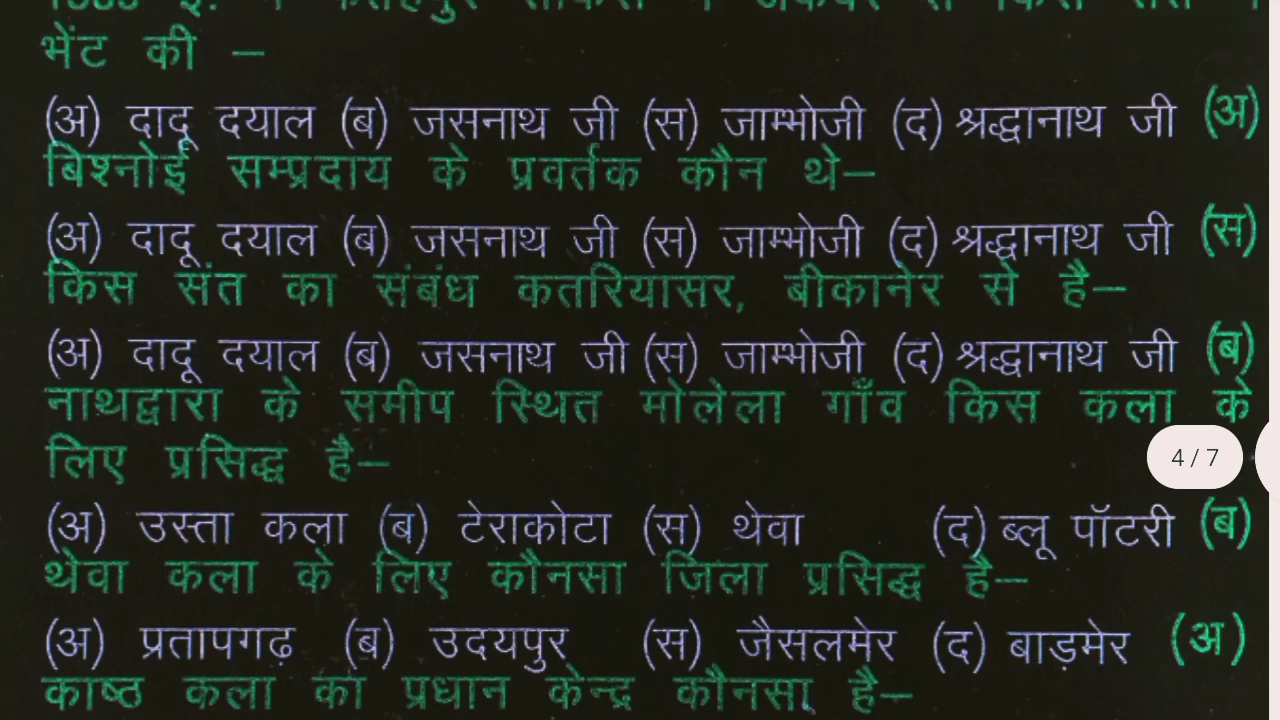 भेंट की –
(अ) दादू दयाल (ब) जसनाथ जी (स) जाम्भोजी (द) श्रद्धानाथ जी (अ)
बिश्नोई सम्प्रदाय के प्रवर्तक कौन थे–
(अ) दादू दयाल (ब) जसनाथ जी (स) जाम्भोजी (द) श्रद्धानाथ जी (स)
किस संत का संबंध कतरियासर, बीकानेर से है–
(अ) दादू दयाल (ब) जसनाथ जी (स) जाम्भोजी (द) श्रद्धानाथ जी (ब)
नाथद्वारा के समीप स्थित मोलेला गाँव किस कला के
लिए प्रसिद्ध है–
4 / 7
(अ) उस्ता कला (ब) टेराकोटा (स) थेवा (द) ब्लू पॉटरी (ब)
थेवा कला के लिए कौनसा ज़िला प्रसिद्ध है–
(अ) प्रतापगढ़ (ब) उदयपुर (स) जैसलमेर (द) बाड़मेर (अ)
काष्ठ कला का प्रधान केन्द्र कौनसा है–